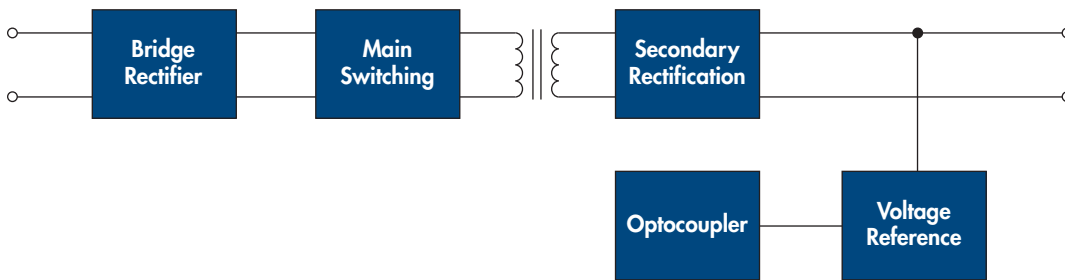 Bridge
Rectifier
Main
Switching
Secondary
Rectification
Optocoupler
Voltage
Reference